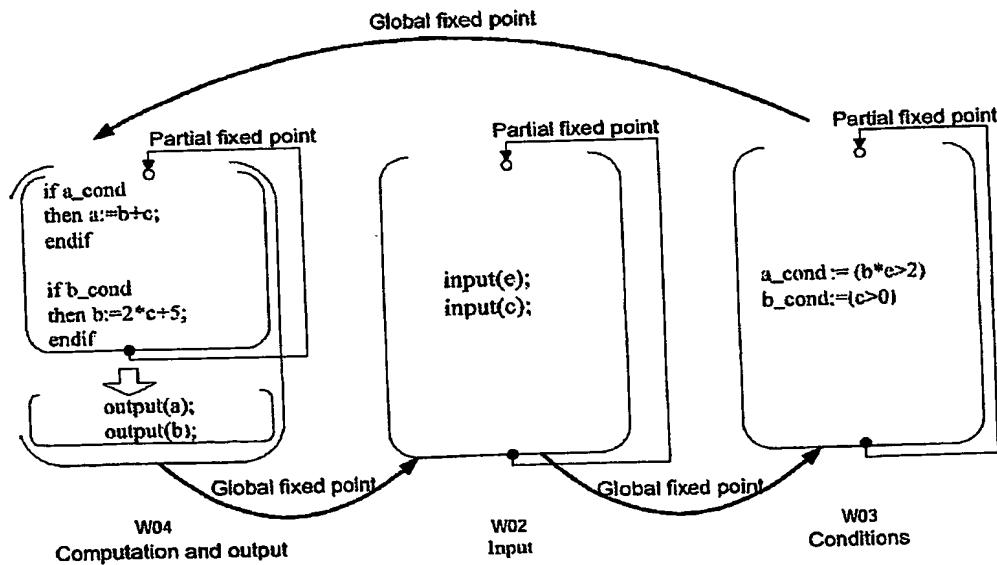 Global fixed point
Partial fixed point
if a_cond
then a:=b+c;
endif
if b_cond
then b:=2*c+5;
endif
output(a);
output(b);
Partial fixed point
input(e);
input(c);
Partial fixed point
a_cond := (b*e>2)
b_cond:=(c>0)
Global fixed point
Global fixed point
W04
Computation and output
W02
Input
W03
Conditions